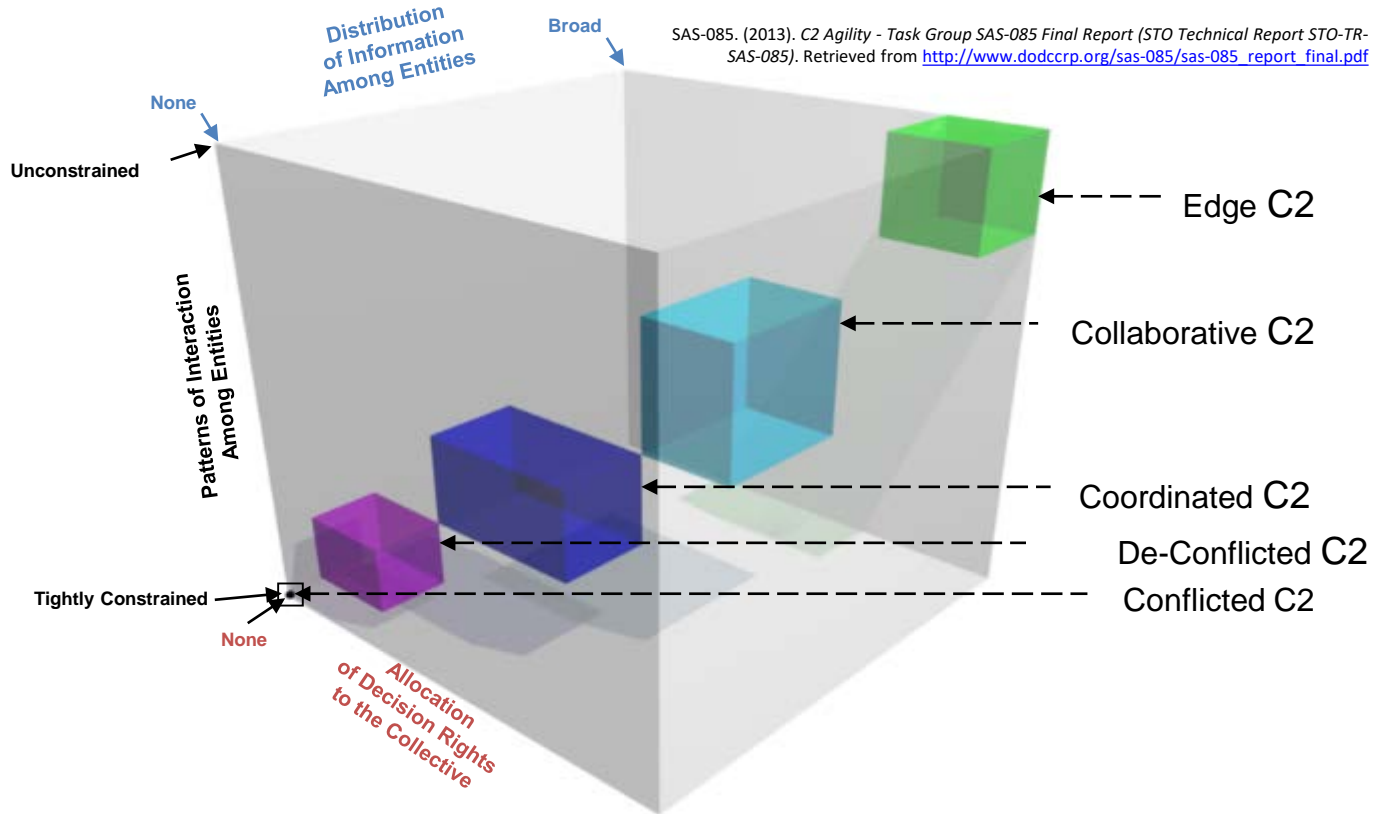 Distribution
of Information
Among Entities
Broad
SAS-085. (2013). C2 Agility - Task Group SAS-085 Final Report (STO Technical Report STO-TR-
SAS-085). Retrieved from http://www.dodccrp.org/sas-085/sas-085_report_final.pdf
None
Unconstrained
Edge C2
Patterns of Interaction
Among Entities
Collaborative C2
Coordinated C2
De-Conflicted C2
Tightly Constrained
Conflicted C2
None
Allocation
of Decision Rights
to the Collective